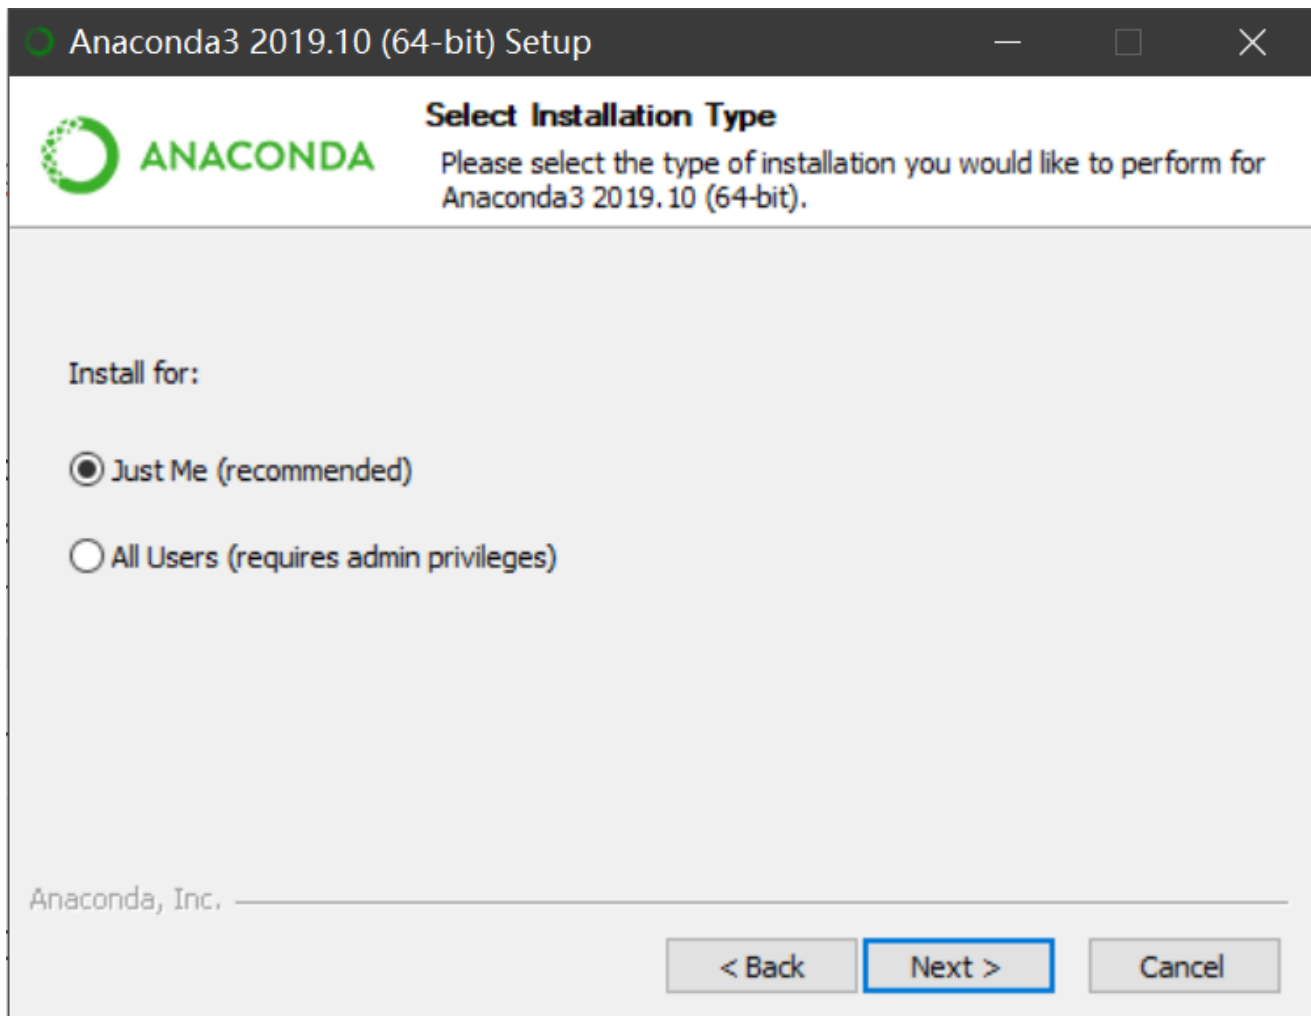 Anaconda3 2019.10 (64-bit) Setup
ANACONDA
Select Installation Type
Please select the type of installation you would like to perform for
Anaconda3 2019.10 (64-bit).
Install for:
Just Me (recommended)
All Users (requires admin privileges)
Anaconda, Inc.
< Back
Next >
Cancel